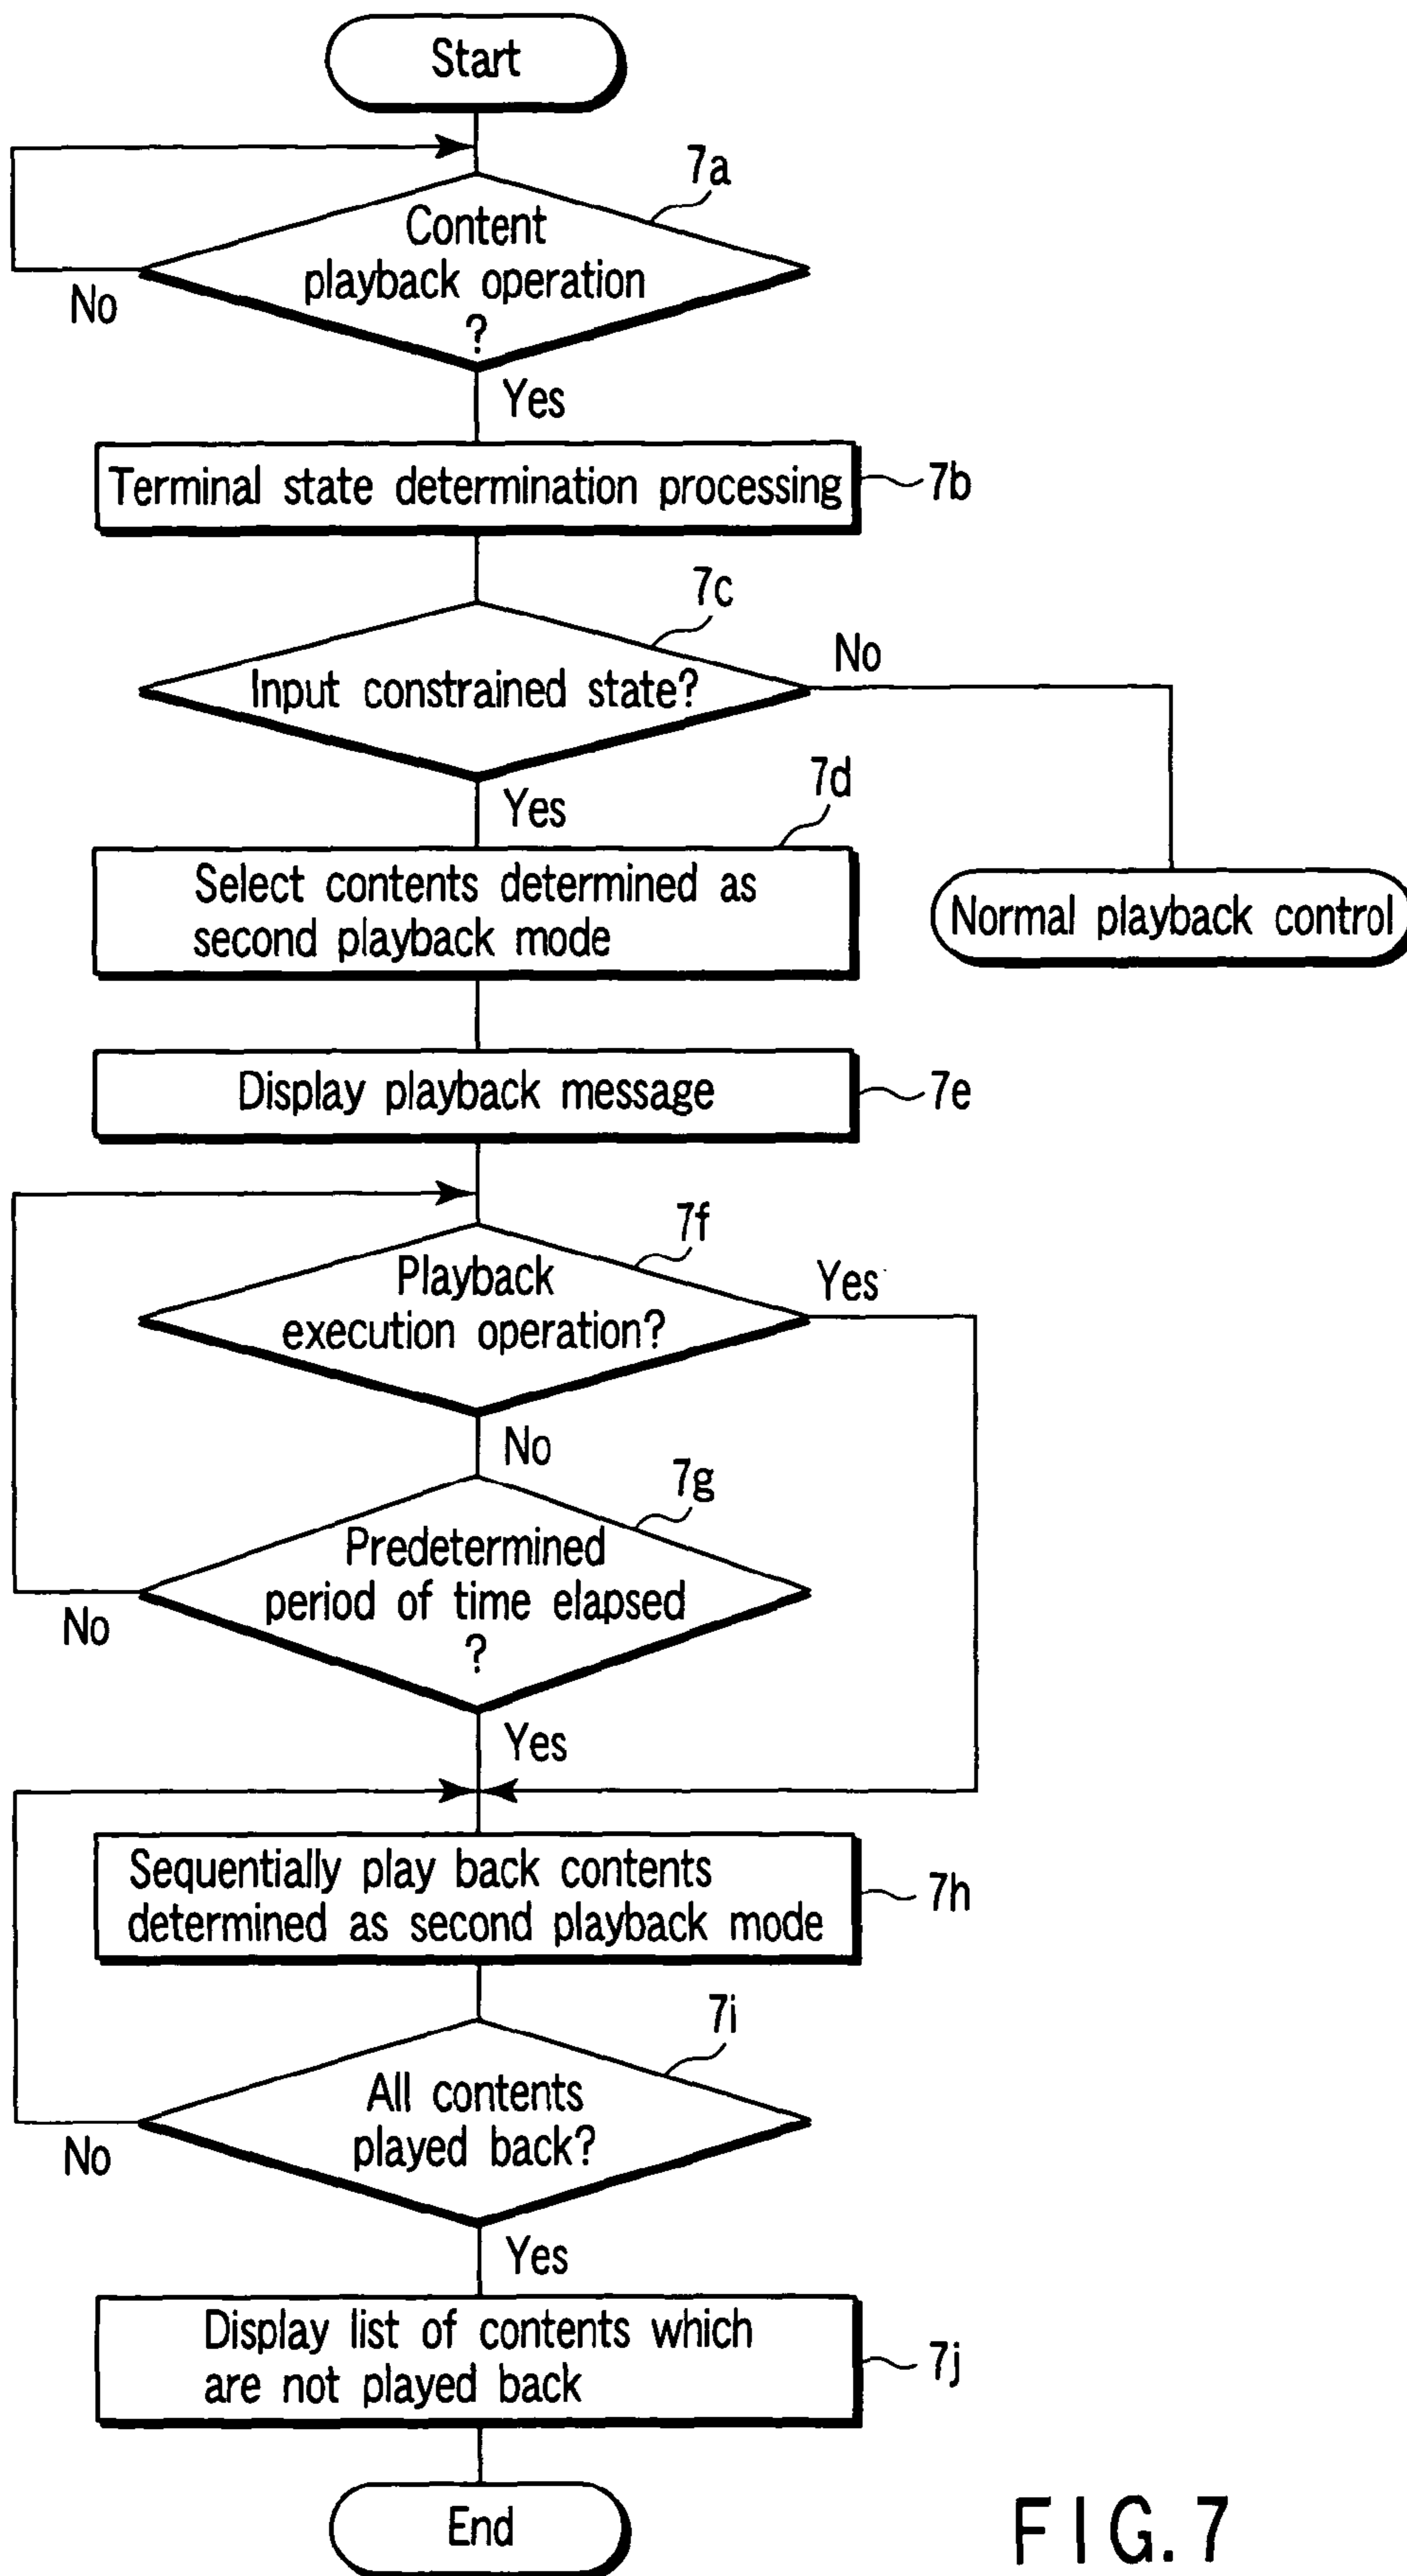 Start
7a
Content
playback operation
?
No
Yes
Terminal state determination processing
7b
7c
Input constrained state?
No
Yes
7d
Select contents determined as
second playback mode
Normal playback control
Display playback message
7e
7f
Playback
execution operation?
Yes
No
7g
Predetermined
period of time elapsed
?
No
Yes
Sequentially play back contents
determined as second playback mode
7h
7i
All contents
played back?
No
Yes
Display list of contents which
are not played back
7j
End
FIG. 7